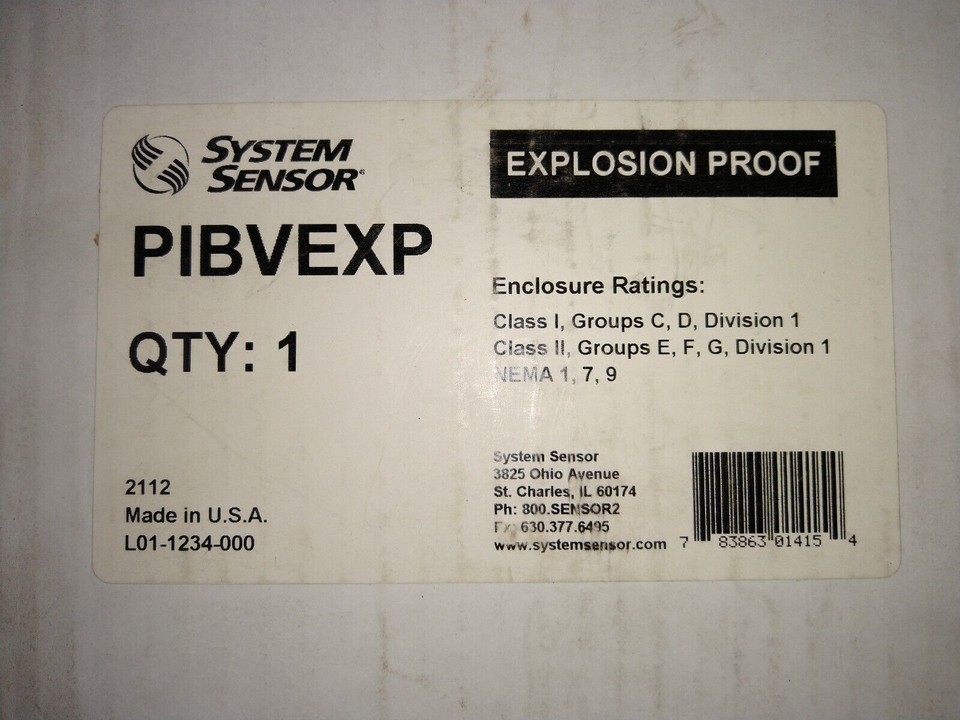 SYSTEM
SENSOR®
PIBVEXP
QTY: 1
2112
Made in U.S.A.
L01-1234-000
EXPLOSION PROOF
Enclosure Ratings:
Class I, Groups C, D, Division 1
Class II, Groups E, F, G, Division 1
NEMA 1, 7, 9
System Sensor
3825 Ohio Avenue
St. Charles, IL 60174
Ph: 800.SENSOR2
630.377.6495
www.systemsensor.com
7 83863 01415 4